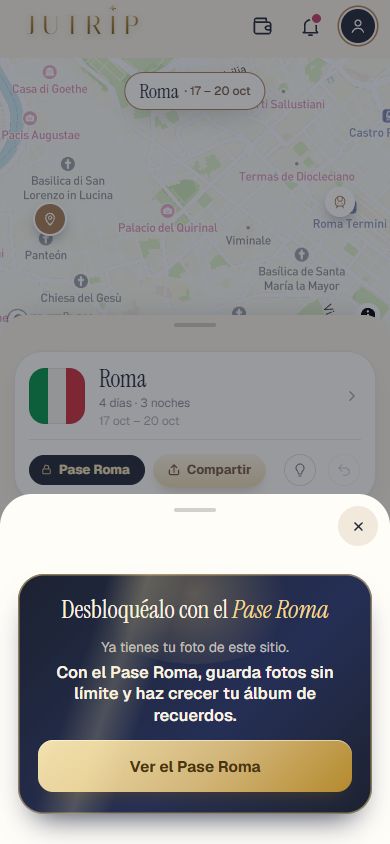 JUTRIP
Roma · 17 – 20 oct
Casa di Goethe
rti Sallustiani
Pacis Augustae
Castro P
Basilica di San
Lorenzo in Lucina
Termas de Diocleciano
Palacio del Quirinal
Roma Termini
Viminale
Panteón
Basilica de Santa
María la Mayor
Chiesa del Gesù
Roma
4 días · 3 noches
17 oct – 20 oct
Pase Roma
Compartir
Desbloquéalo con el Pase Roma
Ya tienes tu foto de este sitio.
Con el Pase Roma, guarda fotos sin
límite y haz crecer tu álbum de
recuerdos.
Ver el Pase Roma